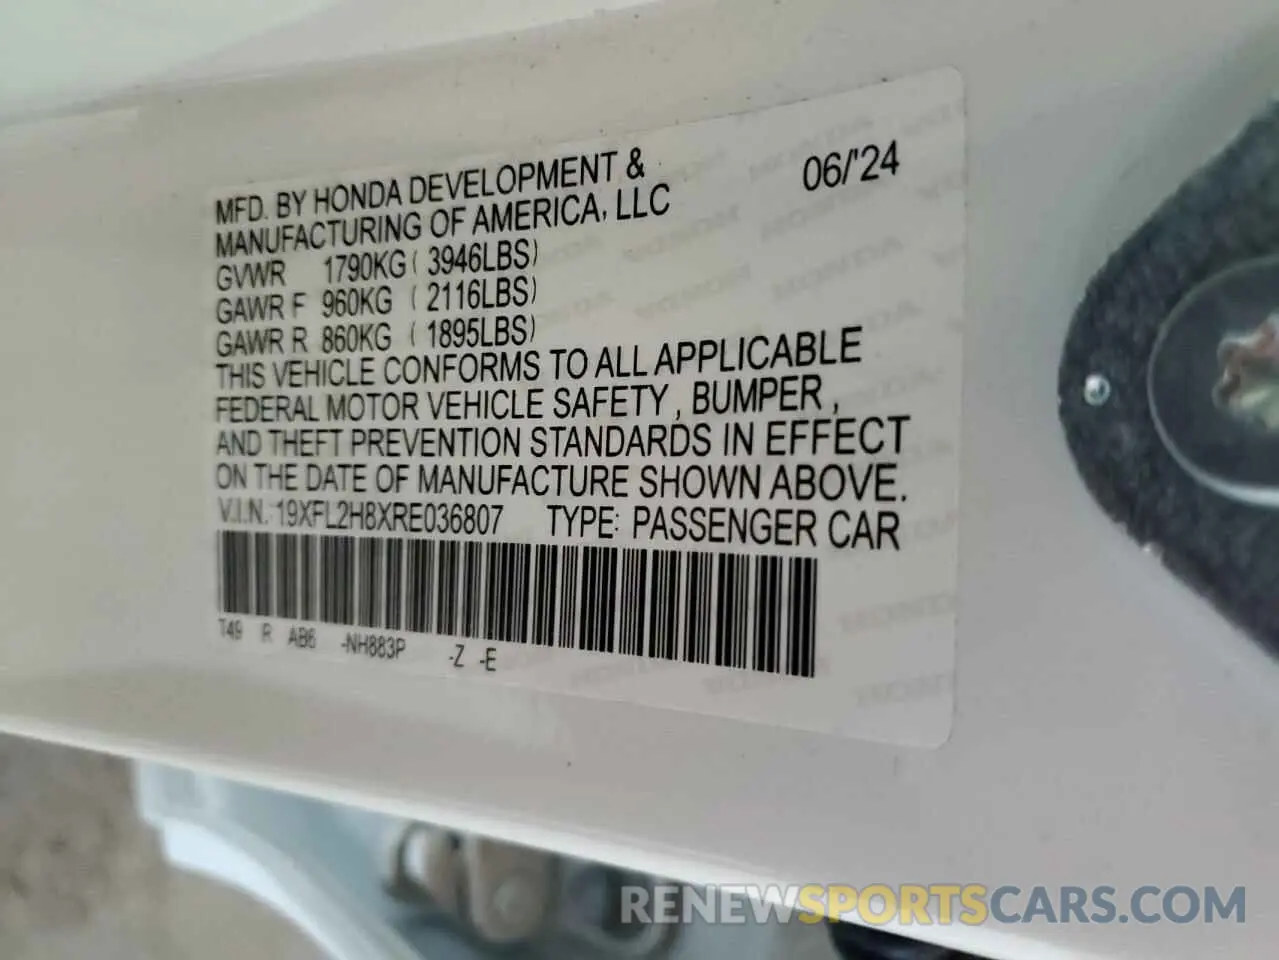 MFD. BY HONDA DEVELOPMENT & 06/'24
MANUFACTURING OF AMERICA, LLC
GVWR 1790KG ( 3946LBS)
GAWR F 960KG ( 2116LBS)
GAWR R 860KG ( 1895LBS)
THIS VEHICLE CONFORMS TO ALL APPLICABLE
FEDERAL MOTOR VEHICLE SAFETY , BUMPER ,
AND THEFT PREVENTION STANDARDS IN EFFECT
ON THE DATE OF MANUFACTURE SHOWN ABOVE.
V.I.N. 19XFL2H8XRE036807 TYPE: PASSENGER CAR
T49 R AB6 -NH883P -Z -E
RENEWSPORTSCARS.COM